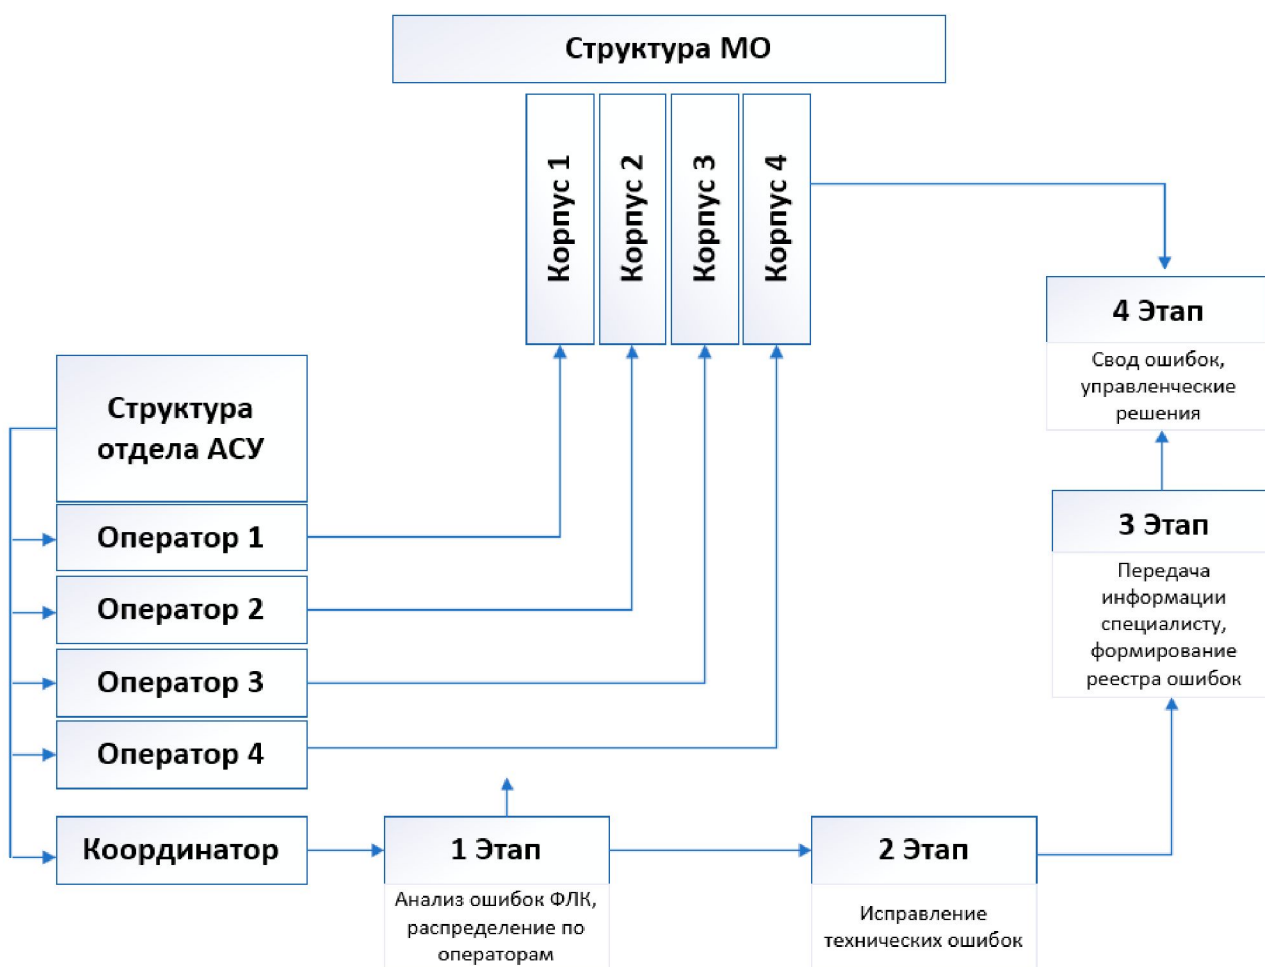 Структура МО
Корпус 1
Корпус 2
Корпус 3
Корпус 4
4 Этап
Свод ошибок,
управленческие
решения
Структура
отдела АСУ
3 Этап
Передача
информации
специалисту,
формирование
реестра ошибок
Оператор 1
Оператор 2
Оператор 3
Оператор 4
Координатор
1 Этап
Анализ ошибок ФЛК,
распределение по
операторам
2 Этап
Исправление
технических ошибок